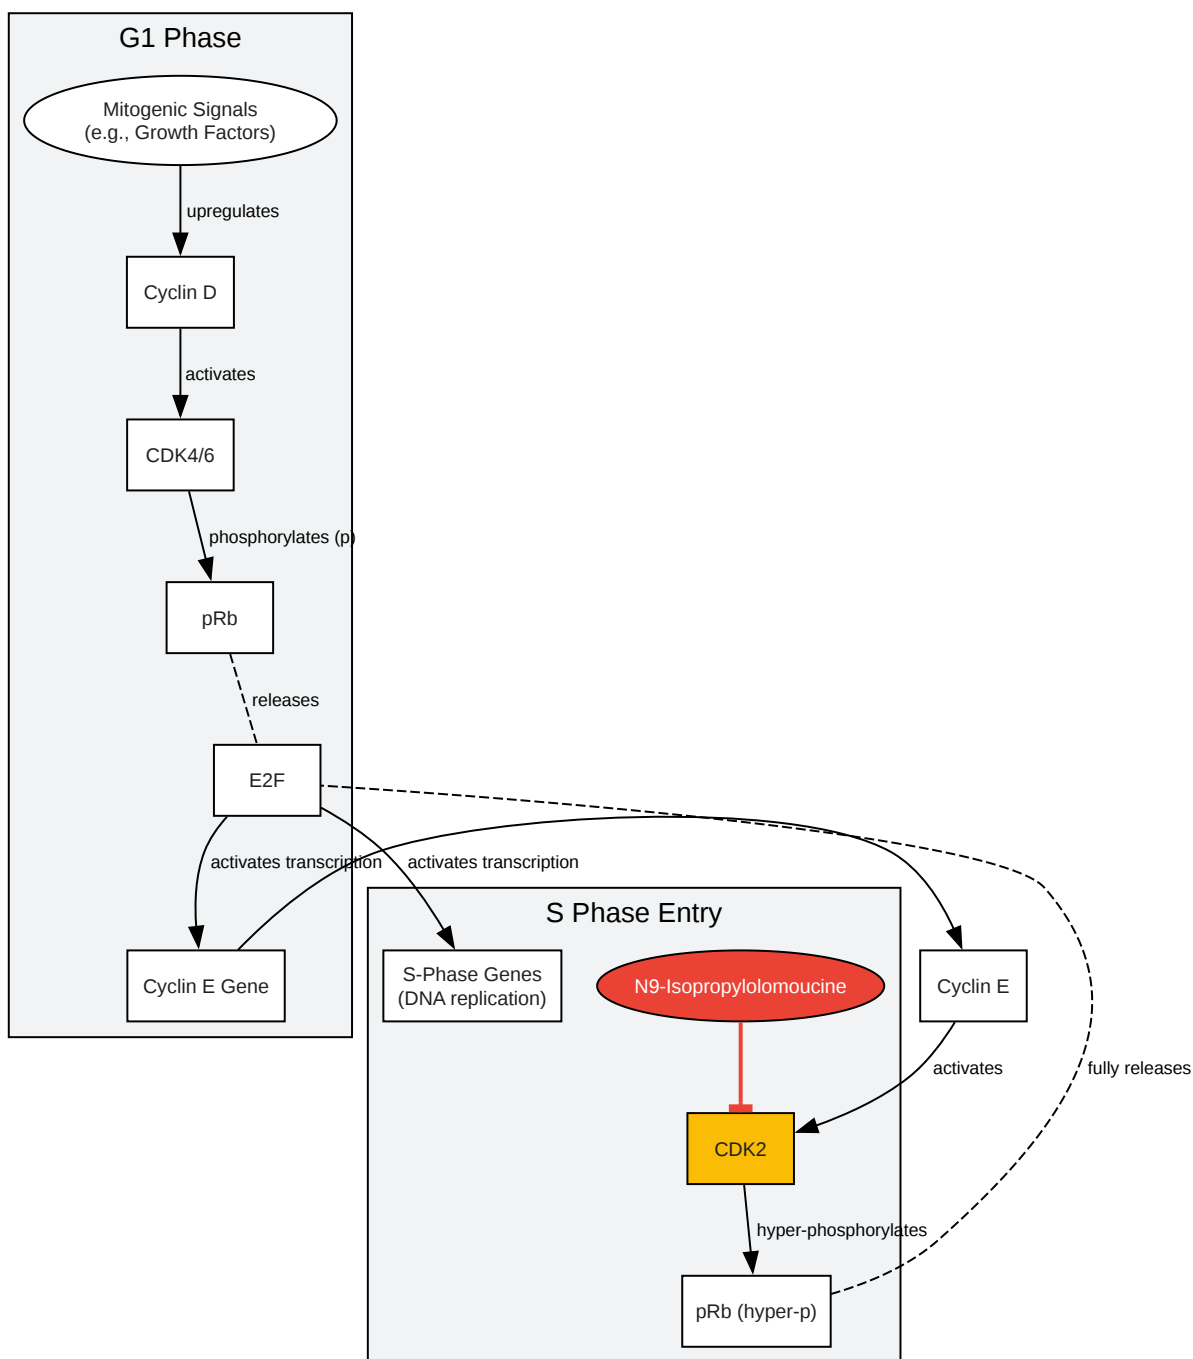 G1 Phase
Mitogenic Signals
(e.g., Growth Factors)
upregulates
Cyclin D
activates
CDK4/6
phosphorylates (p)
pRb
releases
E2F
activates transcription
activates transcription
S Phase Entry
Cyclin E Gene
S-Phase Genes
(DNA replication)
N9-Isopropylolomoucine
Cyclin E
activates
fully releases
CDK2
hyper-phosphorylates
pRb (hyper-p)